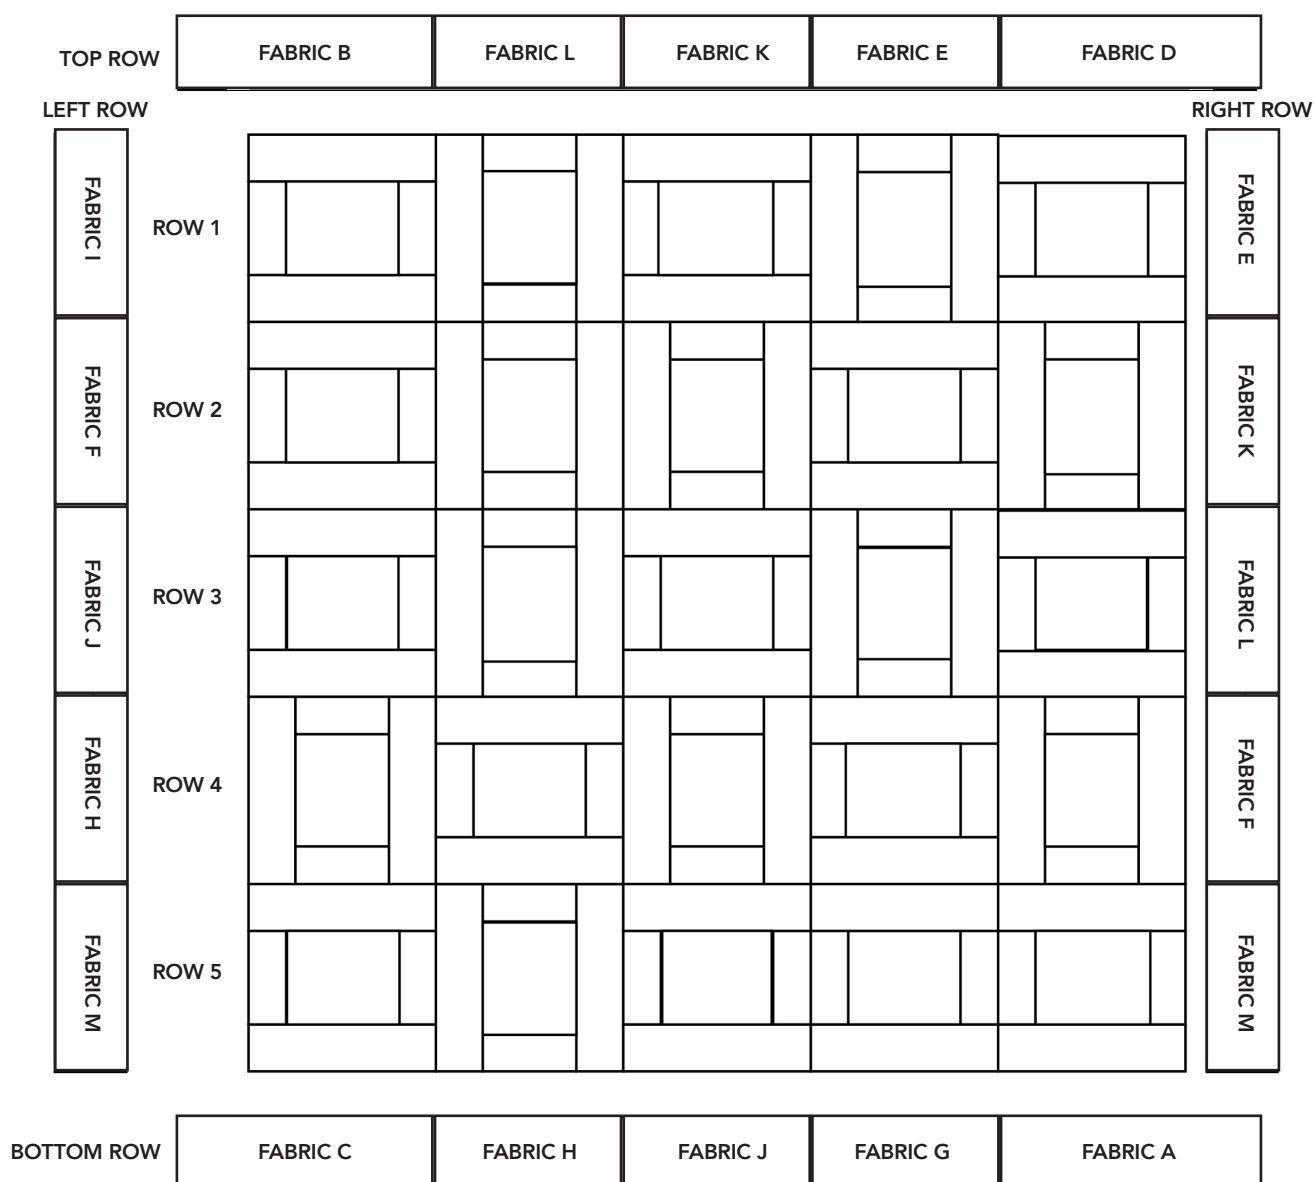 TOP ROW
FABRIC B
FABRIC L
FABRIC K
FABRIC E
FABRIC D
LEFT ROW
RIGHT ROW
FABRIC I
ROW 1
FABRIC E
FABRIC F
ROW 2
FABRIC K
FABRIC J
ROW 3
FABRIC L
FABRIC H
ROW 4
FABRIC F
FABRIC M
ROW 5
FABRIC M
BOTTOM ROW
FABRIC C
FABRIC H
FABRIC J
FABRIC G
FABRIC A